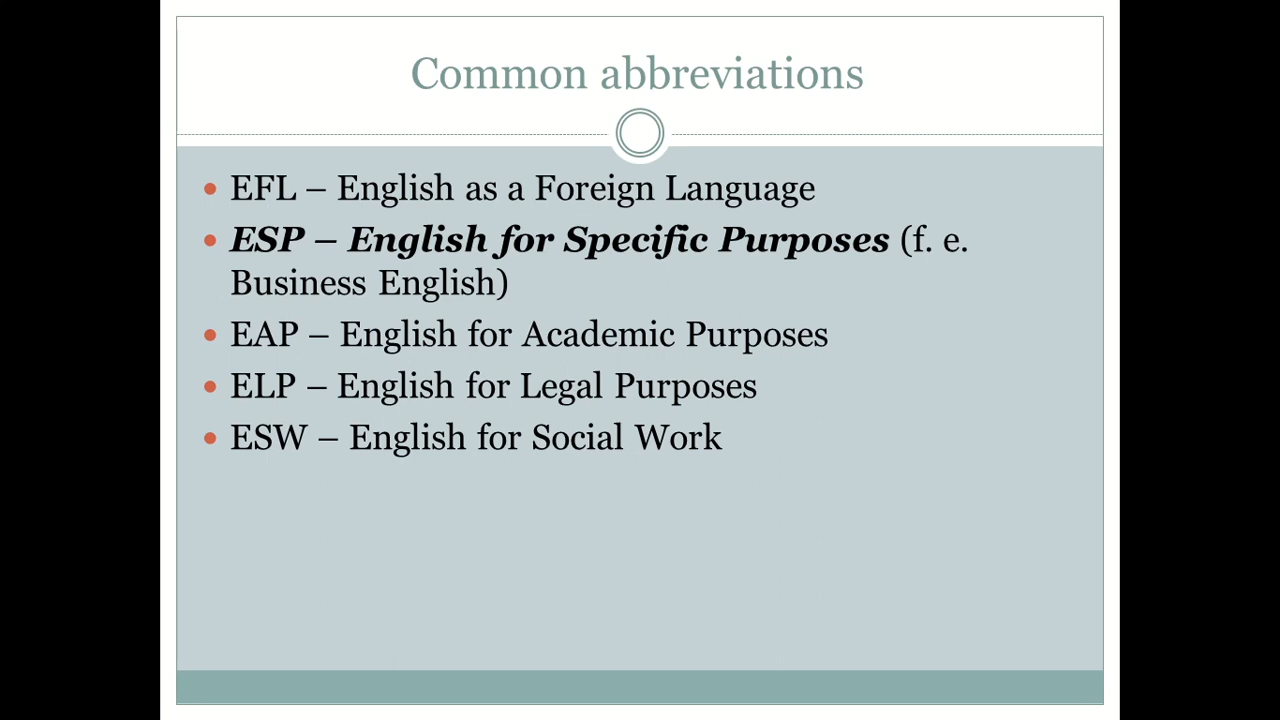 Common abbreviations
• EFL – English as a Foreign Language
• ESP – English for Specific Purposes (f. e.
Business English)
• EAP – English for Academic Purposes
• ELP – English for Legal Purposes
• ESW – English for Social Work